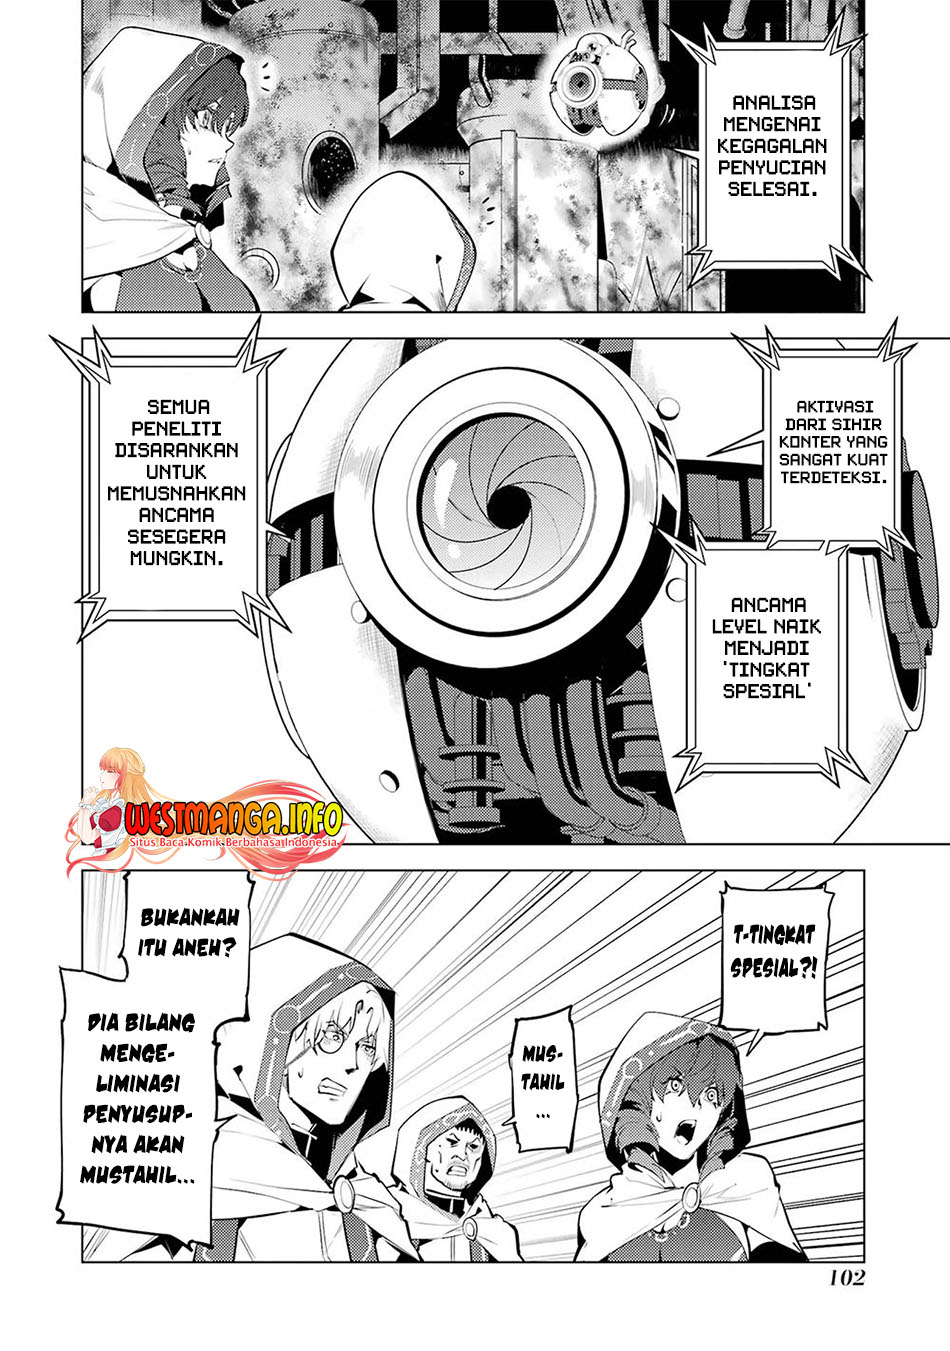 ANALISA
MENGENAI
KEGAGALAN
PENYUCIAN
SELESAI.
AKTIVASI
DARI SIHIR
KONTER YANG
SANGAT KUAT
TERDETEKSI.
ANCAMA
LEVEL NAIK
MENJADI
'TINGKAT
SPESIAL'
SEMUA
PENELITI
DISARANKAN
UNTUK
MEMUSNAHKAN
ANCAMA
SESEGERA
MUNGKIN.
WESTMANGA.INFO
Situs Baca Komik Berbahasa Indonesia
T-TINGKAT
SPESIAL?!
MUS-
TAHIL
...
BUKANKAH
ITU ANEH?
DIA BILANG
MENGE-
LIMINASI
PENYUSUP-
NYA AKAN
MUSTAHIL...
102